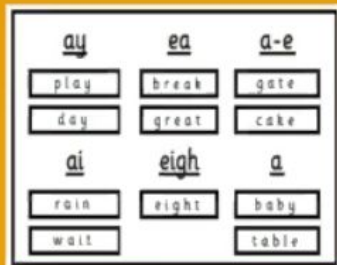 ay ea a-e
play break gate
day great cake
ai eigh a
rain eight baby
wait table